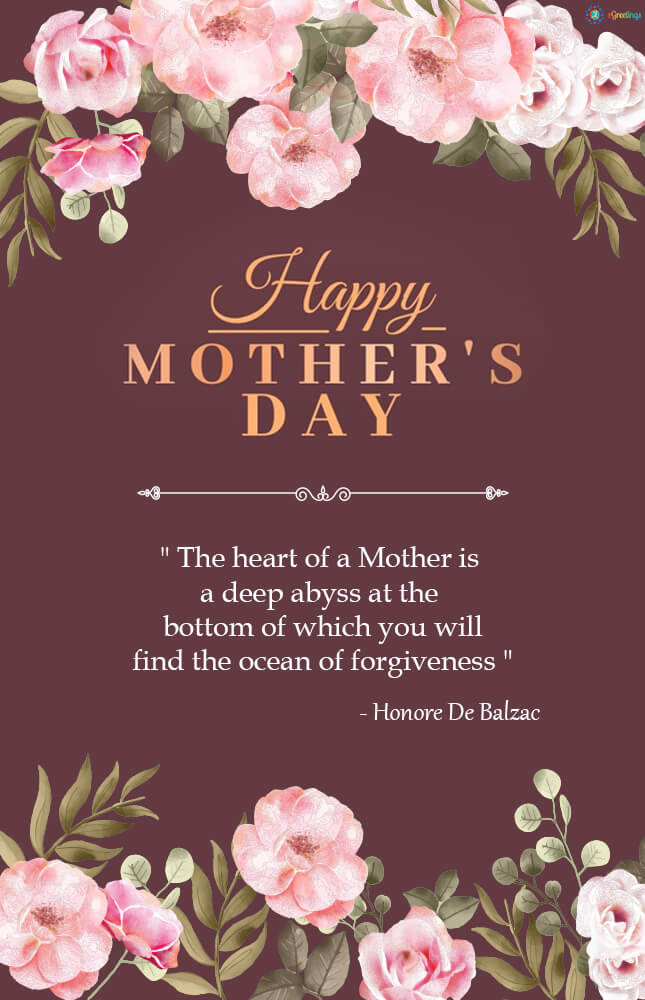 eGreetings
Happy
MOTHER'S
DAY
" The heart of a Mother is
a deep abyss at the
bottom of which you will
find the ocean of forgiveness "
- Honore De Balzac